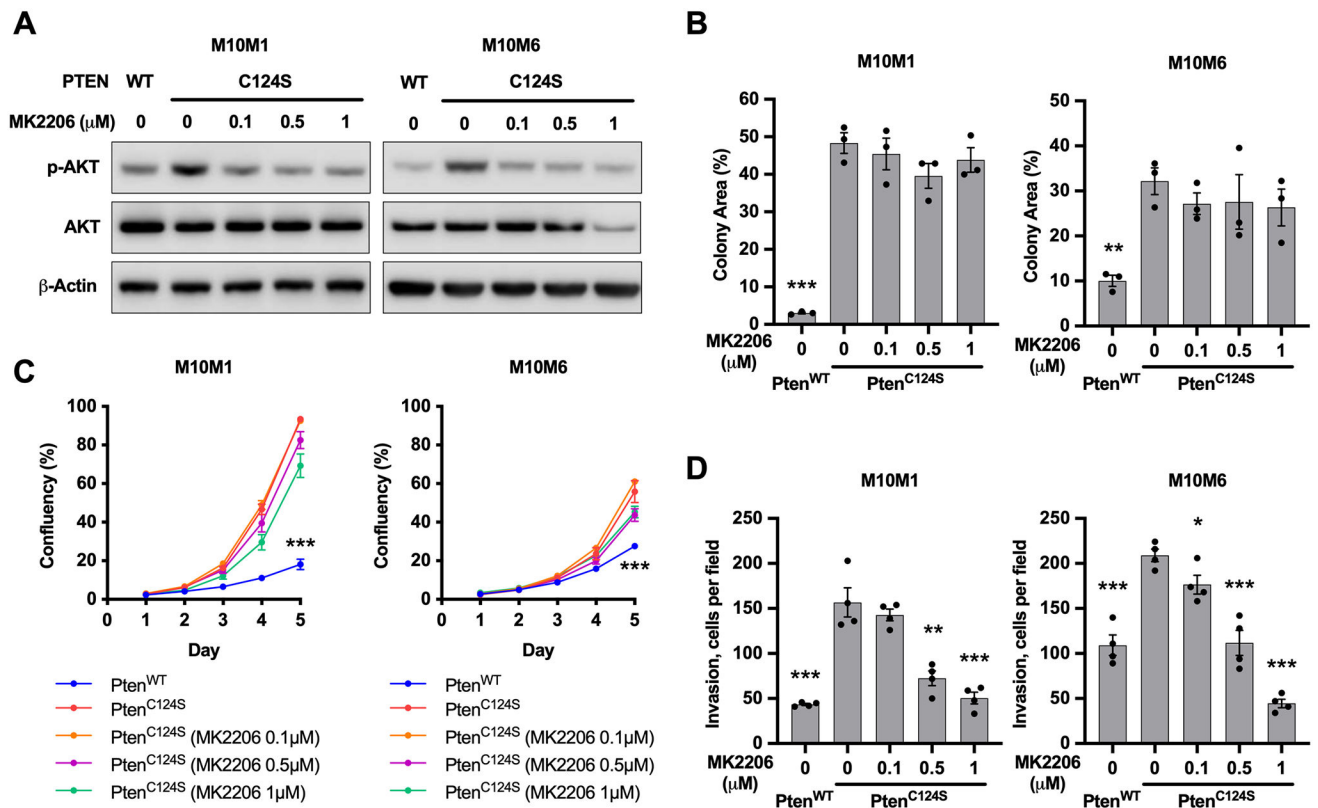 A
M10M1
M10M6
PTEN WT C124S WT C124S
MK2206 (μM) 0 0 0.1 0.5 1 0 0 0.1 0.5 1
p-AKT
AKT
β-Actin
B
M10M1
Colony Area (%)
60
50
40
30
20
10
0
***
MK2206 (μM) 0 0 0.1 0.5 1
Pten^WT Pten^C124S
M10M6
Colony Area (%)
50
40
30
20
10
0
**
MK2206 (μM) 0 0 0.1 0.5 1
Pten^WT Pten^C124S
C
M10M1
Confluency (%)
100
80
60
40
20
0
***
0 1 2 3 4 5
Day
Pten^WT
Pten^C124S
Pten^C124S (MK2206 0.1μM)
Pten^C124S (MK2206 0.5μM)
Pten^C124S (MK2206 1μM)
M10M6
Confluency (%)
100
80
60
40
20
0
***
0 1 2 3 4 5
Day
Pten^WT
Pten^C124S
Pten^C124S (MK2206 0.1μM)
Pten^C124S (MK2206 0.5μM)
Pten^C124S (MK2206 1μM)
D
M10M1
Invasion, cells per field
250
200
150
100
50
0
*** ** ***
MK2206 (μM) 0 0 0.1 0.5 1
Pten^WT Pten^C124S
M10M6
Invasion, cells per field
250
200
150
100
50
0
*** * *** ***
MK2206 (μM) 0 0 0.1 0.5 1
Pten^WT Pten^C124S